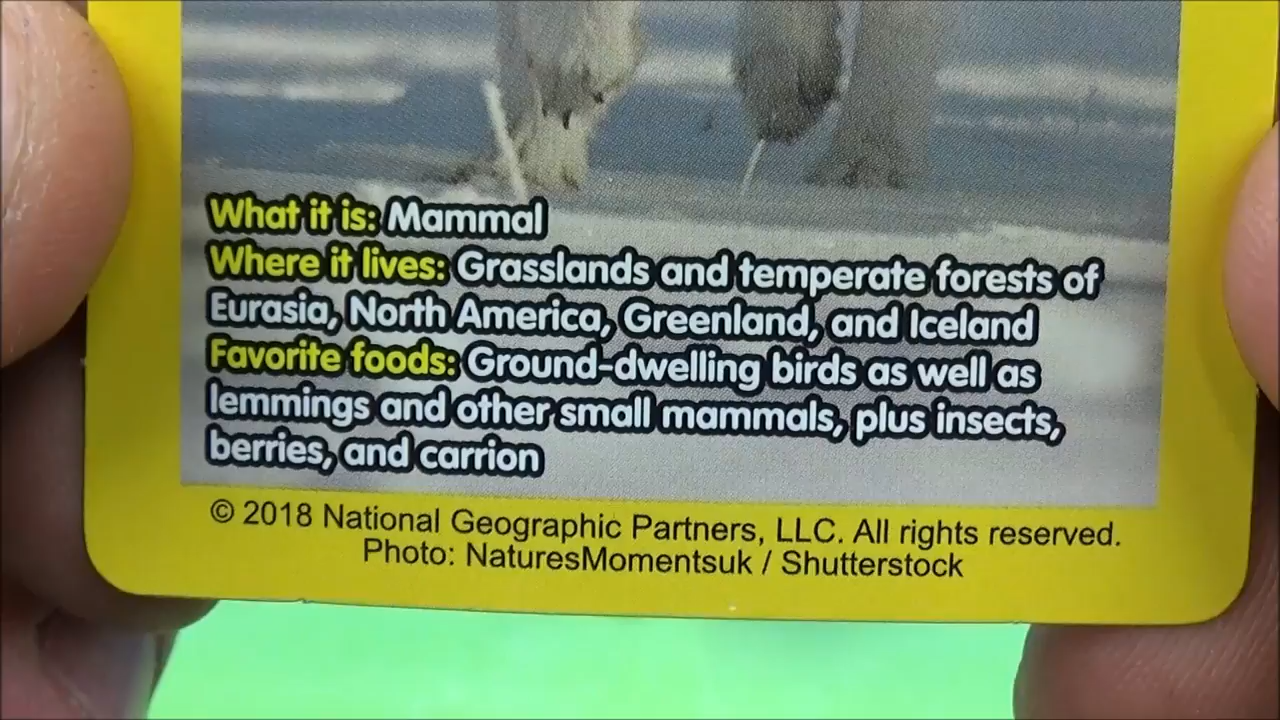 What it is: Mammal
Where it lives: Grasslands and temperate forests of
Eurasia, North America, Greenland, and Iceland
Favorite foods: Ground-dwelling birds as well as
lemmings and other small mammals, plus insects,
berries, and carrion
© 2018 National Geographic Partners, LLC. All rights reserved.
Photo: NaturesMomentsuk / Shutterstock